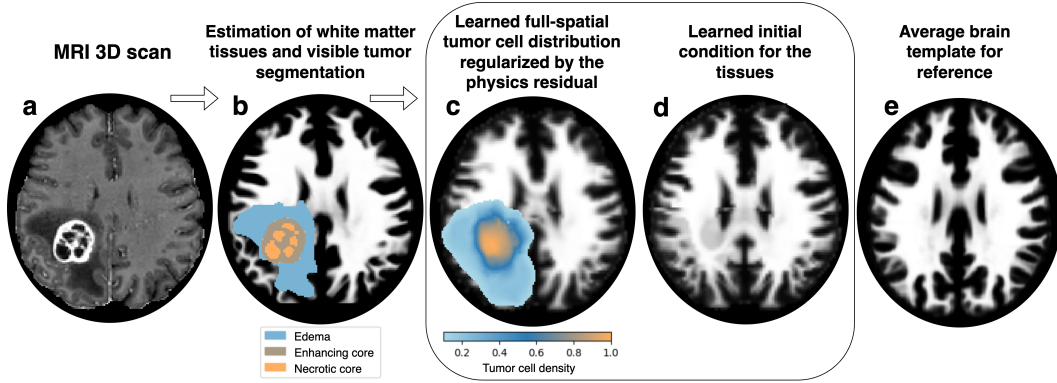 MRI 3D scan
Estimation of white matter
tissues and visible tumor
segmentation
Learned full-spatial
tumor cell distribution
regularized by the
physics residual
Learned initial
condition for the
tissues
Average brain
template for
reference
a
b
c
d
e
Edema
Enhancing core
Necrotic core
0.2 0.4 0.6 0.8 1.0
Tumor cell density